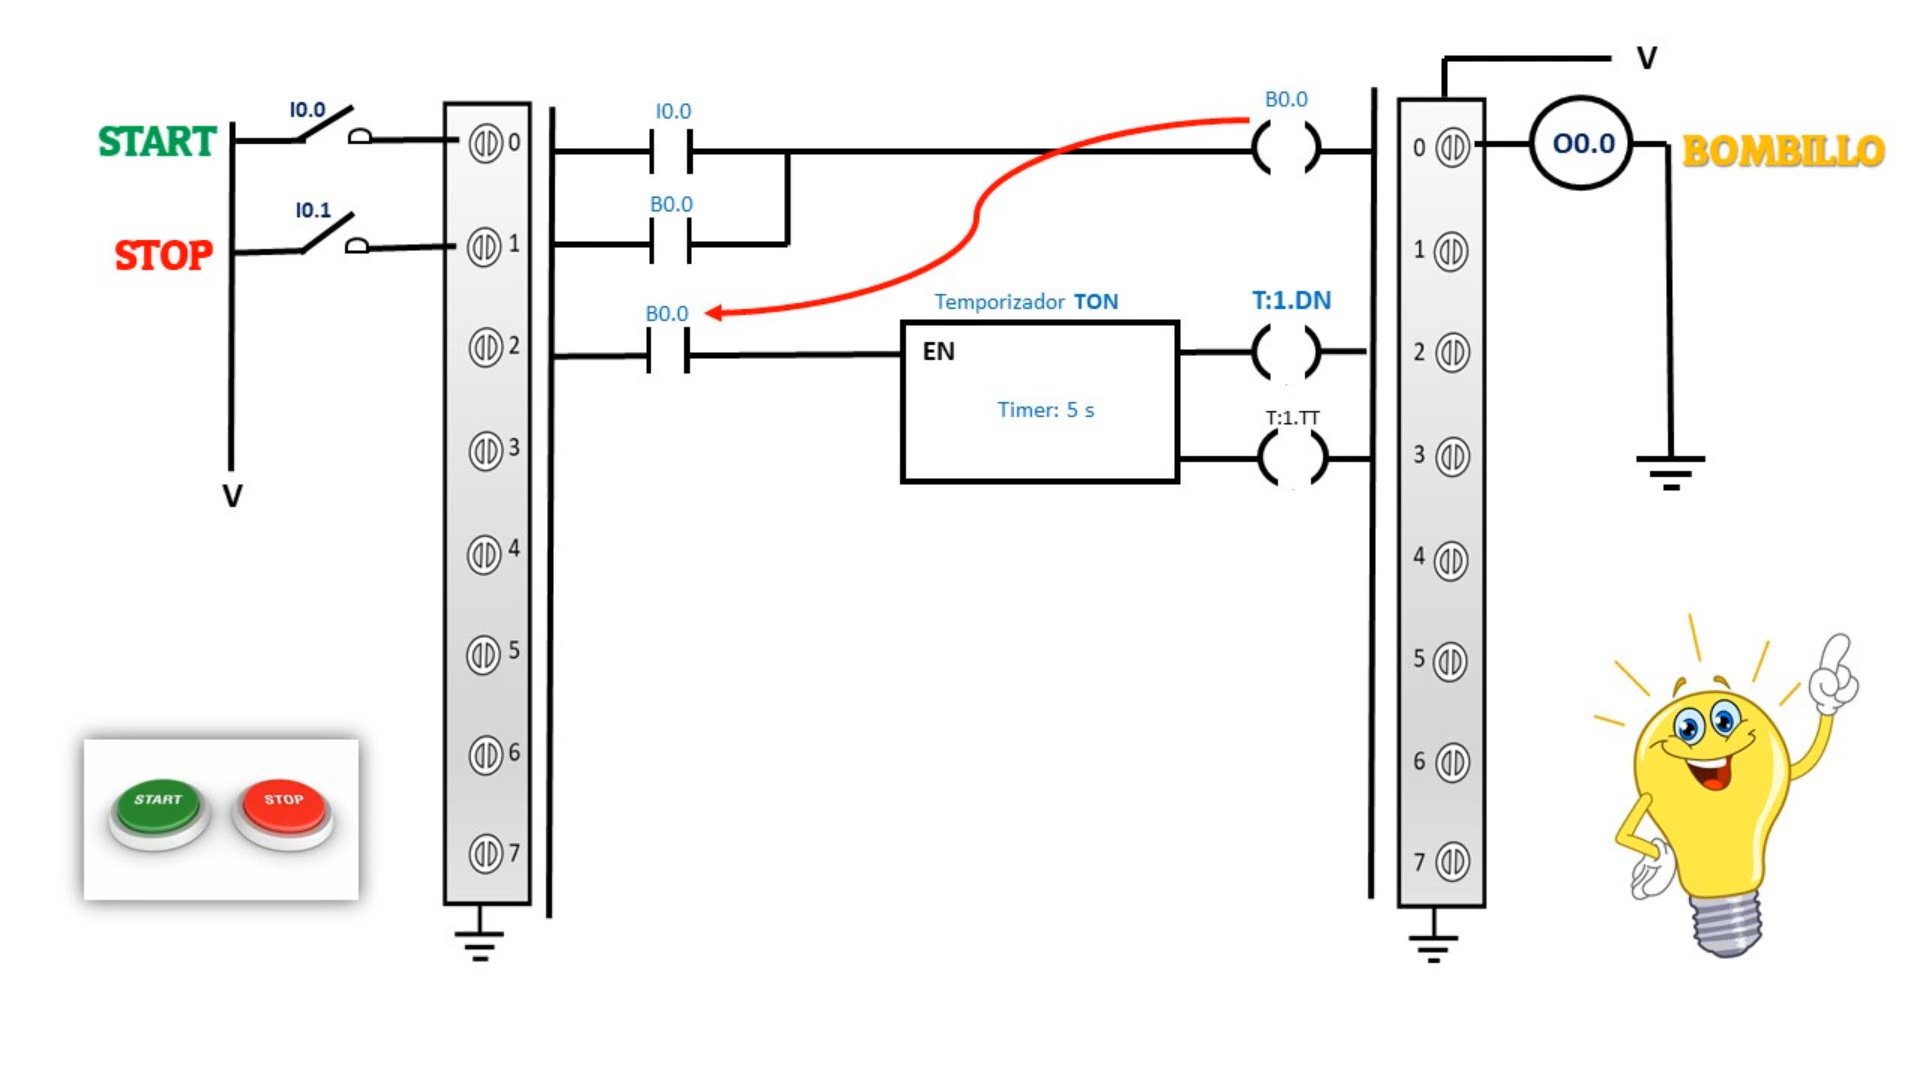 V
I0.0
I0.0
B0.0
START
0
0
O0.0
BOMBILLO
I0.1
B0.0
STOP
1
1
B0.0
Temporizador TON
T:1.DN
2
EN
2
Timer: 5 s
T:1.TT
3
3
V
4
4
5
5
6
6
START
STOP
7
7